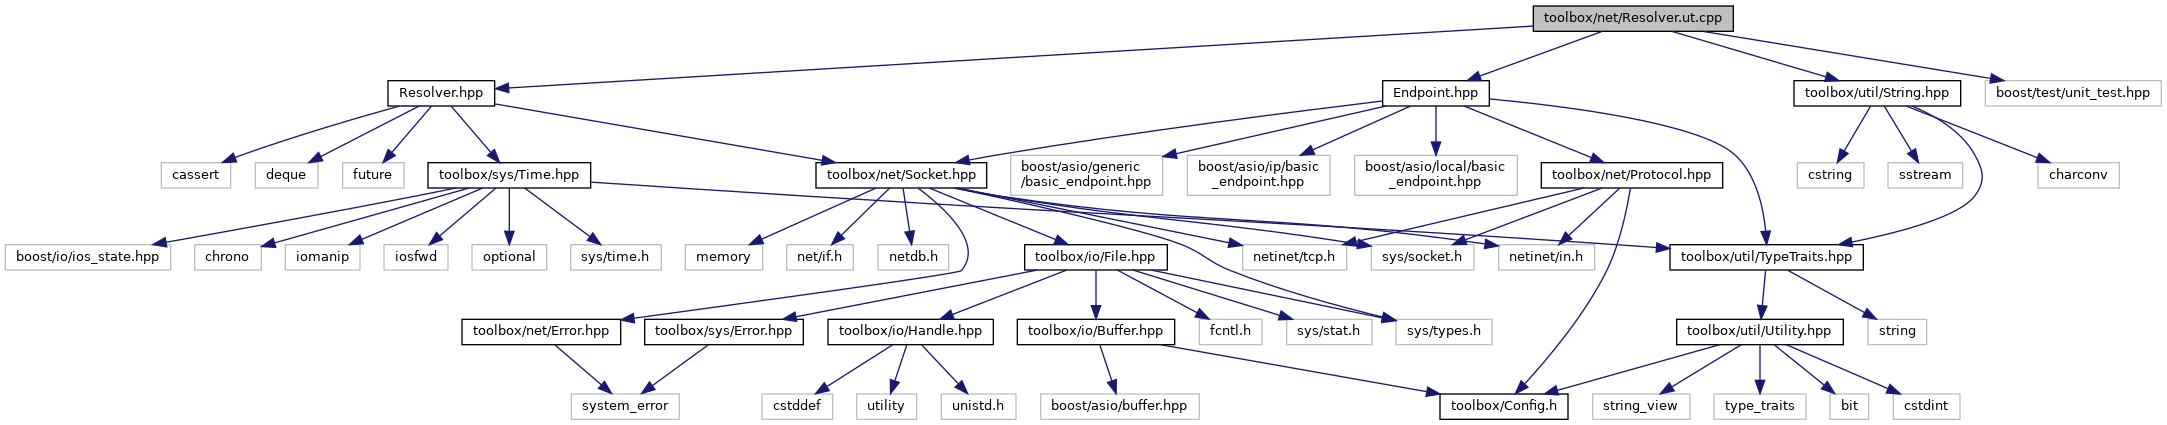 toolbox/net/Resolver.ut.cpp
Resolver.hpp
Endpoint.hpp
toolbox/util/String.hpp
boost/test/unit_test.hpp
cassert
deque
future
toolbox/sys/Time.hpp
toolbox/net/Socket.hpp
boost/asio/generic
/basic_endpoint.hpp
boost/asio/ip/basic
_endpoint.hpp
boost/asio/local/basic
_endpoint.hpp
toolbox/net/Protocol.hpp
cstring
sstream
charconv
boost/io/ios_state.hpp
chrono
iomanip
iosfwd
optional
sys/time.h
memory
net/if.h
netdb.h
toolbox/io/File.hpp
netinet/tcp.h
sys/socket.h
netinet/in.h
toolbox/util/TypeTraits.hpp
toolbox/net/Error.hpp
toolbox/sys/Error.hpp
toolbox/io/Handle.hpp
toolbox/io/Buffer.hpp
fcntl.h
sys/stat.h
sys/types.h
toolbox/util/Utility.hpp
string
system_error
cstddef
utility
unistd.h
boost/asio/buffer.hpp
toolbox/Config.h
string_view
type_traits
bit
cstdint